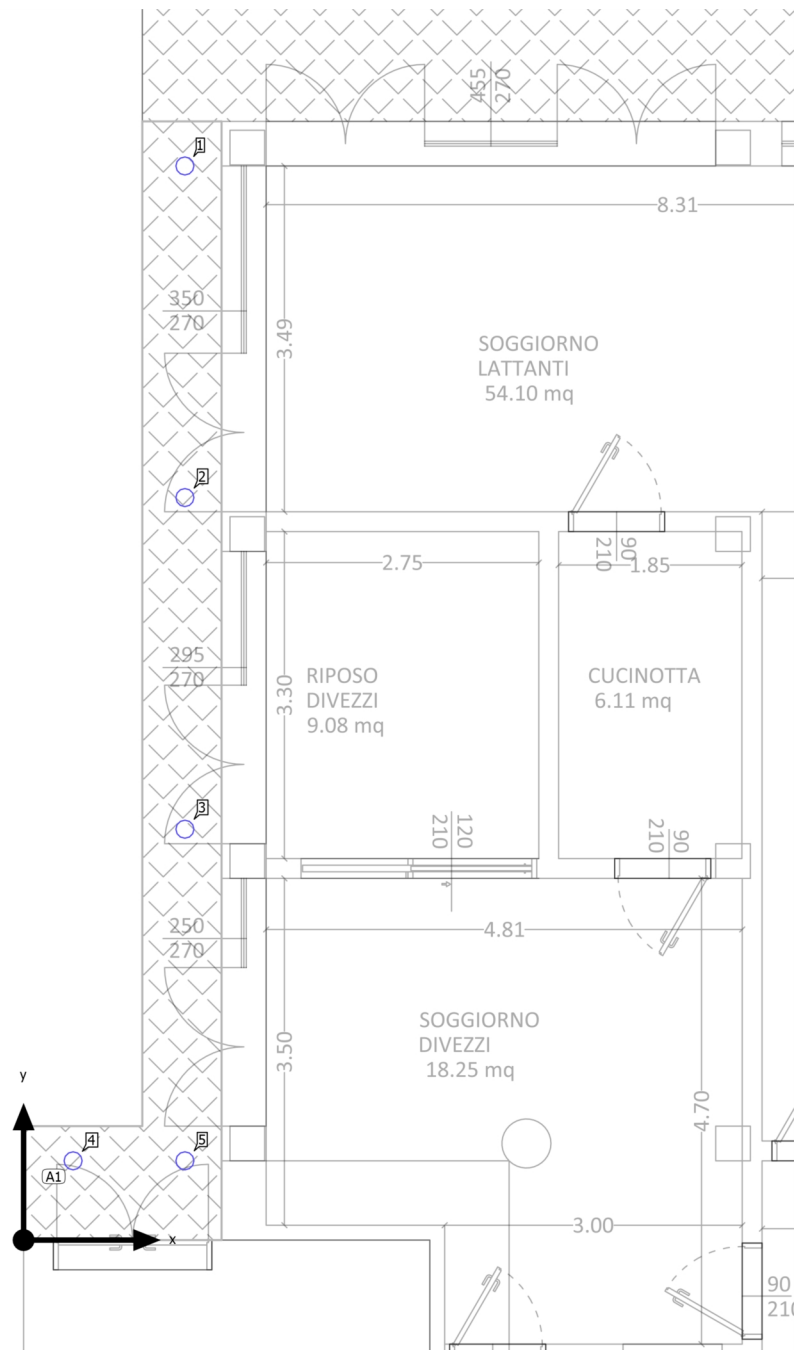 455
270
1
8.31
350
270
3.49
SOGGIORNO
LATTANTI
54.10 mq
2
90
210
2.75
1.85
295
270
3.30
RIPOSO
DIVEZZI
9.08 mq
CUCINOTTA
6.11 mq
3
120
210
90
210
250
270
4.81
3.50
SOGGIORNO
DIVEZZI
18.25 mq
4.70
y
4
5
A1
x
3.00
90